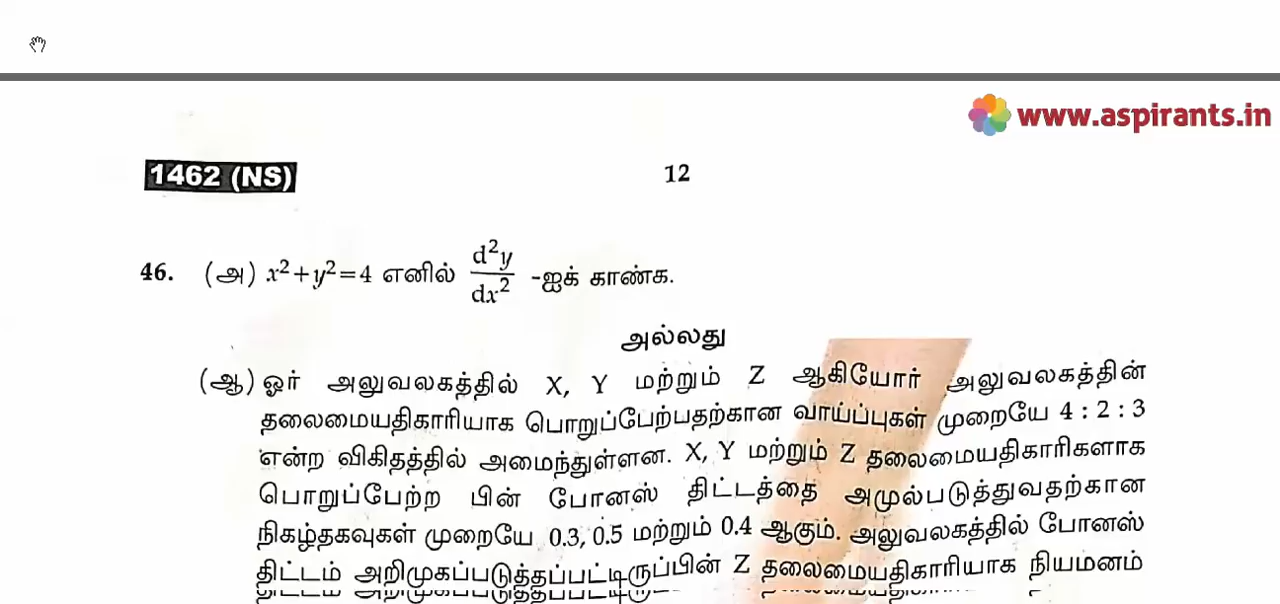 www.aspirants.in
1462 (NS)
12
46. (அ) x²+y²=4 எனில் d²y/dx² -ஐக் காண்க.
அல்லது
(ஆ) ஓர் அலுவலகத்தில் X, Y மற்றும் Z ஆகியோர் அலுவலகத்தின்
தலைமையதிகாரியாக பொறுப்பேற்பதற்கான வாய்ப்புகள் முறையே 4 : 2 : 3
என்ற விகிதத்தில் அமைந்துள்ளன. X, Y மற்றும் Z தலைமையதிகாரிகளாக
பொறுப்பேற்ற பின் போனஸ் திட்டத்தை அமுல்படுத்துவதற்கான
நிகழ்தகவுகள் முறையே 0.3, 0.5 மற்றும் 0.4 ஆகும். அலுவலகத்தில் போனஸ்
திட்டம் அறிமுகப்படுத்தப்பட்டிருப்பின் Z தலைமையதிகாரியாக நியமனம்